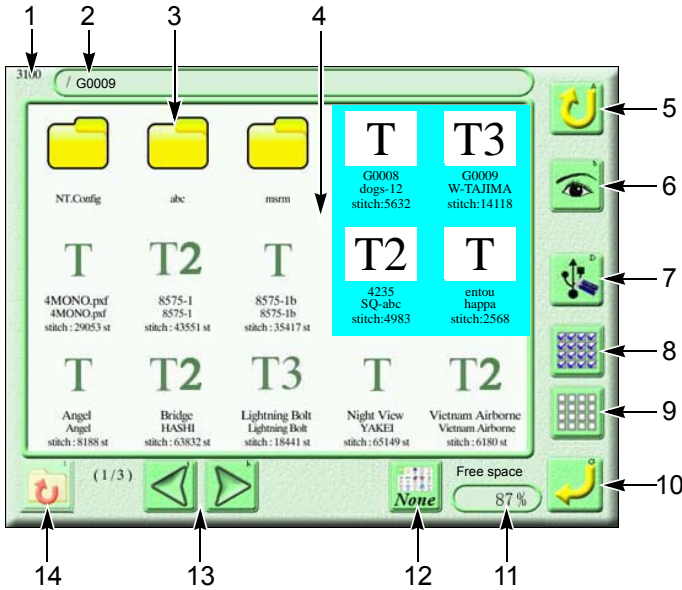 1 2 3 4
3100
/ G0009
A
5
b
6
D
7
8
9
G
10
NT.Config abc msrm
T T3
G0008 G0009
dogs-12 W-TAJIMA
stitch:5632 stitch:14118
T T2 T
4MONO.pxf 8575-1 8575-1b
4MONO.pxf 8575-1 8575-1b
stitch : 29053 st stitch : 43551 st stitch : 35417 st
T2 T
4235 entou
SQ-abc happa
stitch:4983 stitch:2568
T T2 T3 T T2
Angel Bridge Lightning Bolt Night View Vietnam Airborne
Angel HASHI Lightning Bolt YAKEI Vietnam Airborne
stitch : 8188 st stitch : 63832 st stitch : 18441 st stitch : 65149 st stitch : 6180 st
(1/3)
k
None
Free space
87%
14 13 12 11